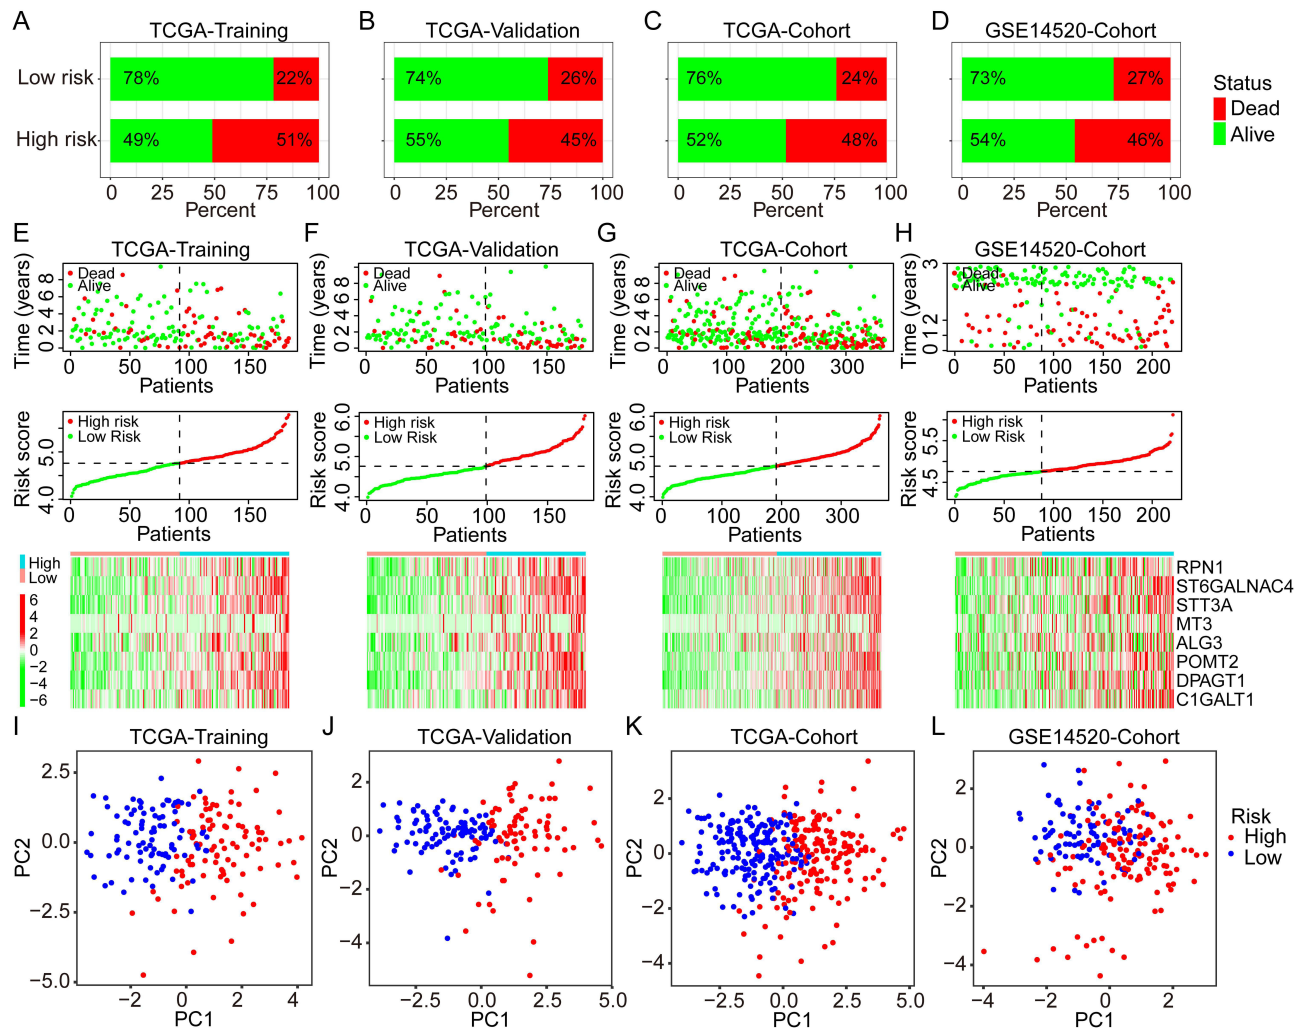 A TCGA-Training B TCGA-Validation C TCGA-Cohort D GSE14520-Cohort
Low risk 78% 22% 74% 26% 76% 24% 73% 27%
High risk 49% 51% 55% 45% 52% 48% 54% 46%
Status
Dead
Alive
0 25 50 75 100 0 25 50 75 100 0 25 50 75 100 0 25 50 75 100
Percent Percent Percent Percent
E TCGA-Training F TCGA-Validation G TCGA-Cohort H GSE14520-Cohort
Time (years) 0 2 4 6 8 Dead Alive
Time (years) 0 2 4 6 8 Dead Alive
Time (years) 0 2 4 6 8 Dead Alive
Time (years) 0 1 2 3 Dead Alive
0 50 100 150 0 50 100 150 0 100 200 300 0 50 100 150 200
Patients Patients Patients Patients
Risk score 4.0 5.0 High risk Low Risk
Risk score 4.0 5.0 6.0 High risk Low Risk
Risk score 4.0 5.0 6.0 High risk Low Risk
Risk score 4.5 5.5 High risk Low Risk
0 50 100 150 0 50 100 150 0 100 200 300 0 50 100 150 200
Patients Patients Patients Patients
High
Low
6
4
2
0
−2
−4
−6
RPN1
ST6GALNAC4
STT3A
MT3
ALG3
POMT2
DPAGT1
C1GALT1
I TCGA-Training J TCGA-Validation K TCGA-Cohort L GSE14520-Cohort
PC2 2.5 0.0 −2.5 −5.0
PC2 2 0 −2 −4
PC2 2 0 −2 −4
PC2 2 0 −2 −4
Risk
High
Low
−2 0 2 4 −2.5 0.0 2.5 5.0 −2.5 0.0 2.5 5.0 −4 −2 0 2
PC1 PC1 PC1 PC1